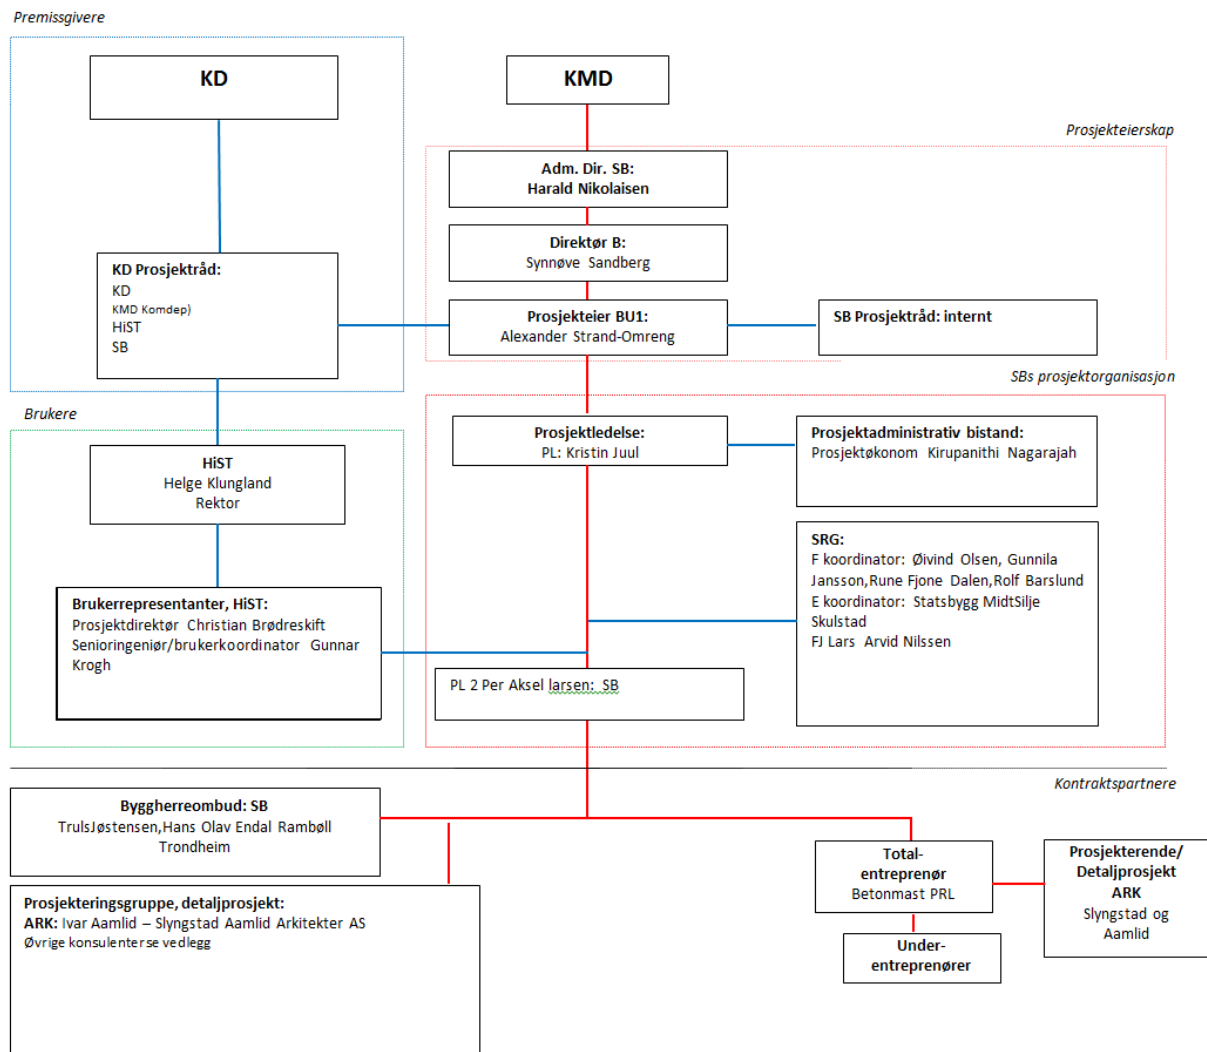 Premissgivere
KD
KMD
Prosjekteierskap
Adm. Dir. SB:
Harald Nikolaisen
Direktør B:
Synnøve Sandberg
KD Prosjektråd:
KD
KMD Komdep)
HiST
SB
Prosjekteier BU1:
Alexander Strand-Omreng
SB Prosjektråd: internt
SBs prosjektorganisasjon
Brukere
Prosjektledelse:
PL: Kristin Juul
Prosjektadministrativ bistand:
Prosjektøkonom Kirupanithi Nagarajah
HiST
Helge Klungland
Rektor
SRG:
F koordinator: Øivind Olsen, Gunnila
Jansson,Rune Fjone Dalen,Rolf Barslund
E koordinator: Statsbygg MidtSilje
Skulstad
FJ Lars Arvid Nilssen
Brukerrepresentanter, HiST:
Prosjektdirektør Christian Brødreskift
Senioringeniør/brukerkoordinator Gunnar
Krogh
PL 2 Per Aksel larsen: SB
Kontraktspartnere
Byggherreombud: SB
TrulsJøstensen,Hans Olav Endal Rambøll
Trondheim
Total-
entreprenør
Betonmast PRL
Prosjekterende/
Detaljprosjekt
ARK
Slyngstad og
Aamlid
Prosjekteringsgruppe, detaljprosjekt:
ARK: Ivar Aamlid – Slyngstad Aamlid Arkitekter AS
Øvrige konsulenter se vedlegg
Under-
entreprenører